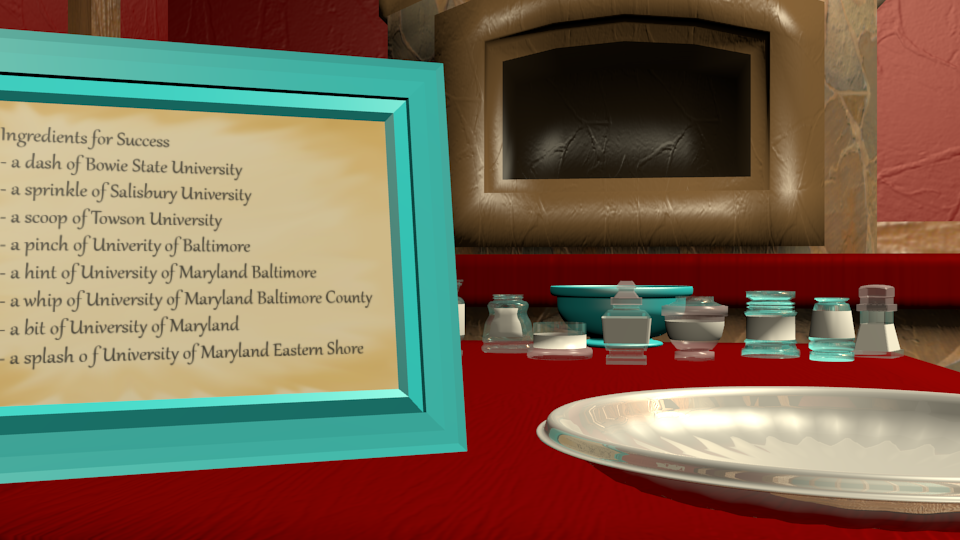 Ingredients for Success
- a dash of Bowie State University
- a sprinkle of Salisbury University
- a scoop of Towson University
- a pinch of Univerity of Baltimore
- a hint of University of Maryland Baltimore
- a whip of University of Maryland Baltimore County
- a bit of University of Maryland
- a splash o f University of Maryland Eastern Shore